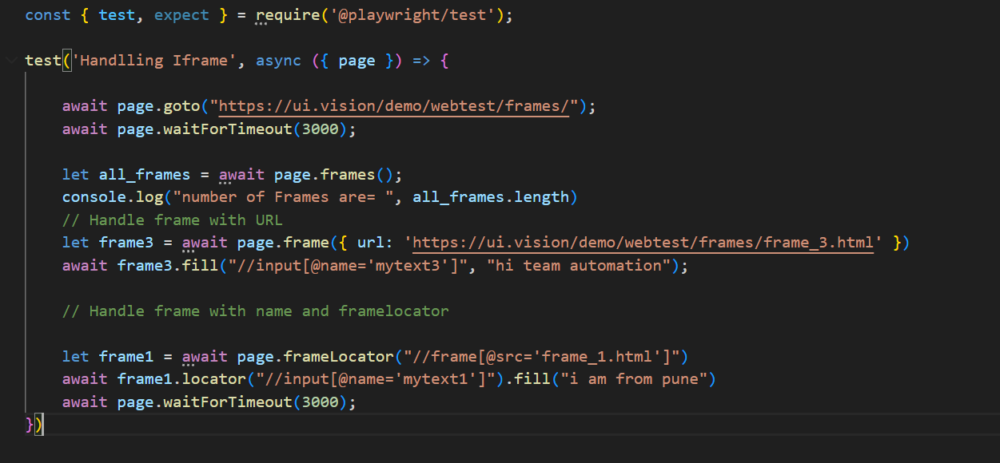 const { test, expect } = require('@playwright/test');
test('Handlling Iframe', async ({ page }) => {
await page.goto("https://ui.vision/demo/webtest/frames/");
await page.waitForTimeout(3000);
let all_frames = await page.frames();
console.log("number of Frames are= ", all_frames.length)
// Handle frame with URL
let frame3 = await page.frame({ url: 'https://ui.vision/demo/webtest/frames/frame_3.html' })
await frame3.fill("//input[@name='mytext3']", "hi team automation");
// Handle frame with name and framelocator
let frame1 = await page.frameLocator("//frame[@src='frame_1.html']")
await frame1.locator("//input[@name='mytext1']").fill("i am from pune")
await page.waitForTimeout(3000);
})